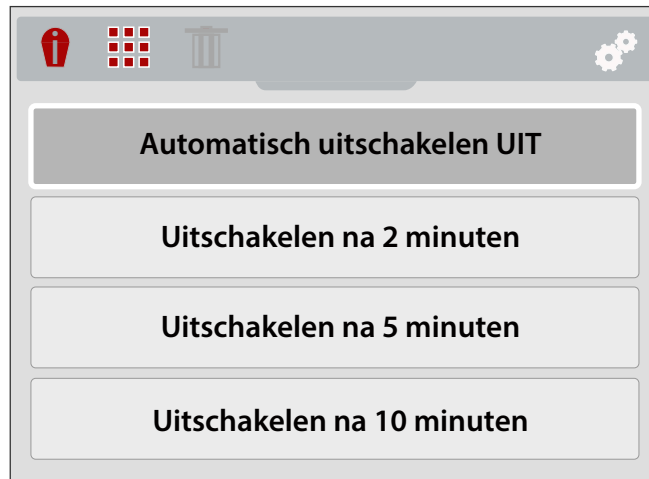 Automatisch uitschakelen UIT
Uitschakelen na 2 minuten
Uitschakelen na 5 minuten
Uitschakelen na 10 minuten